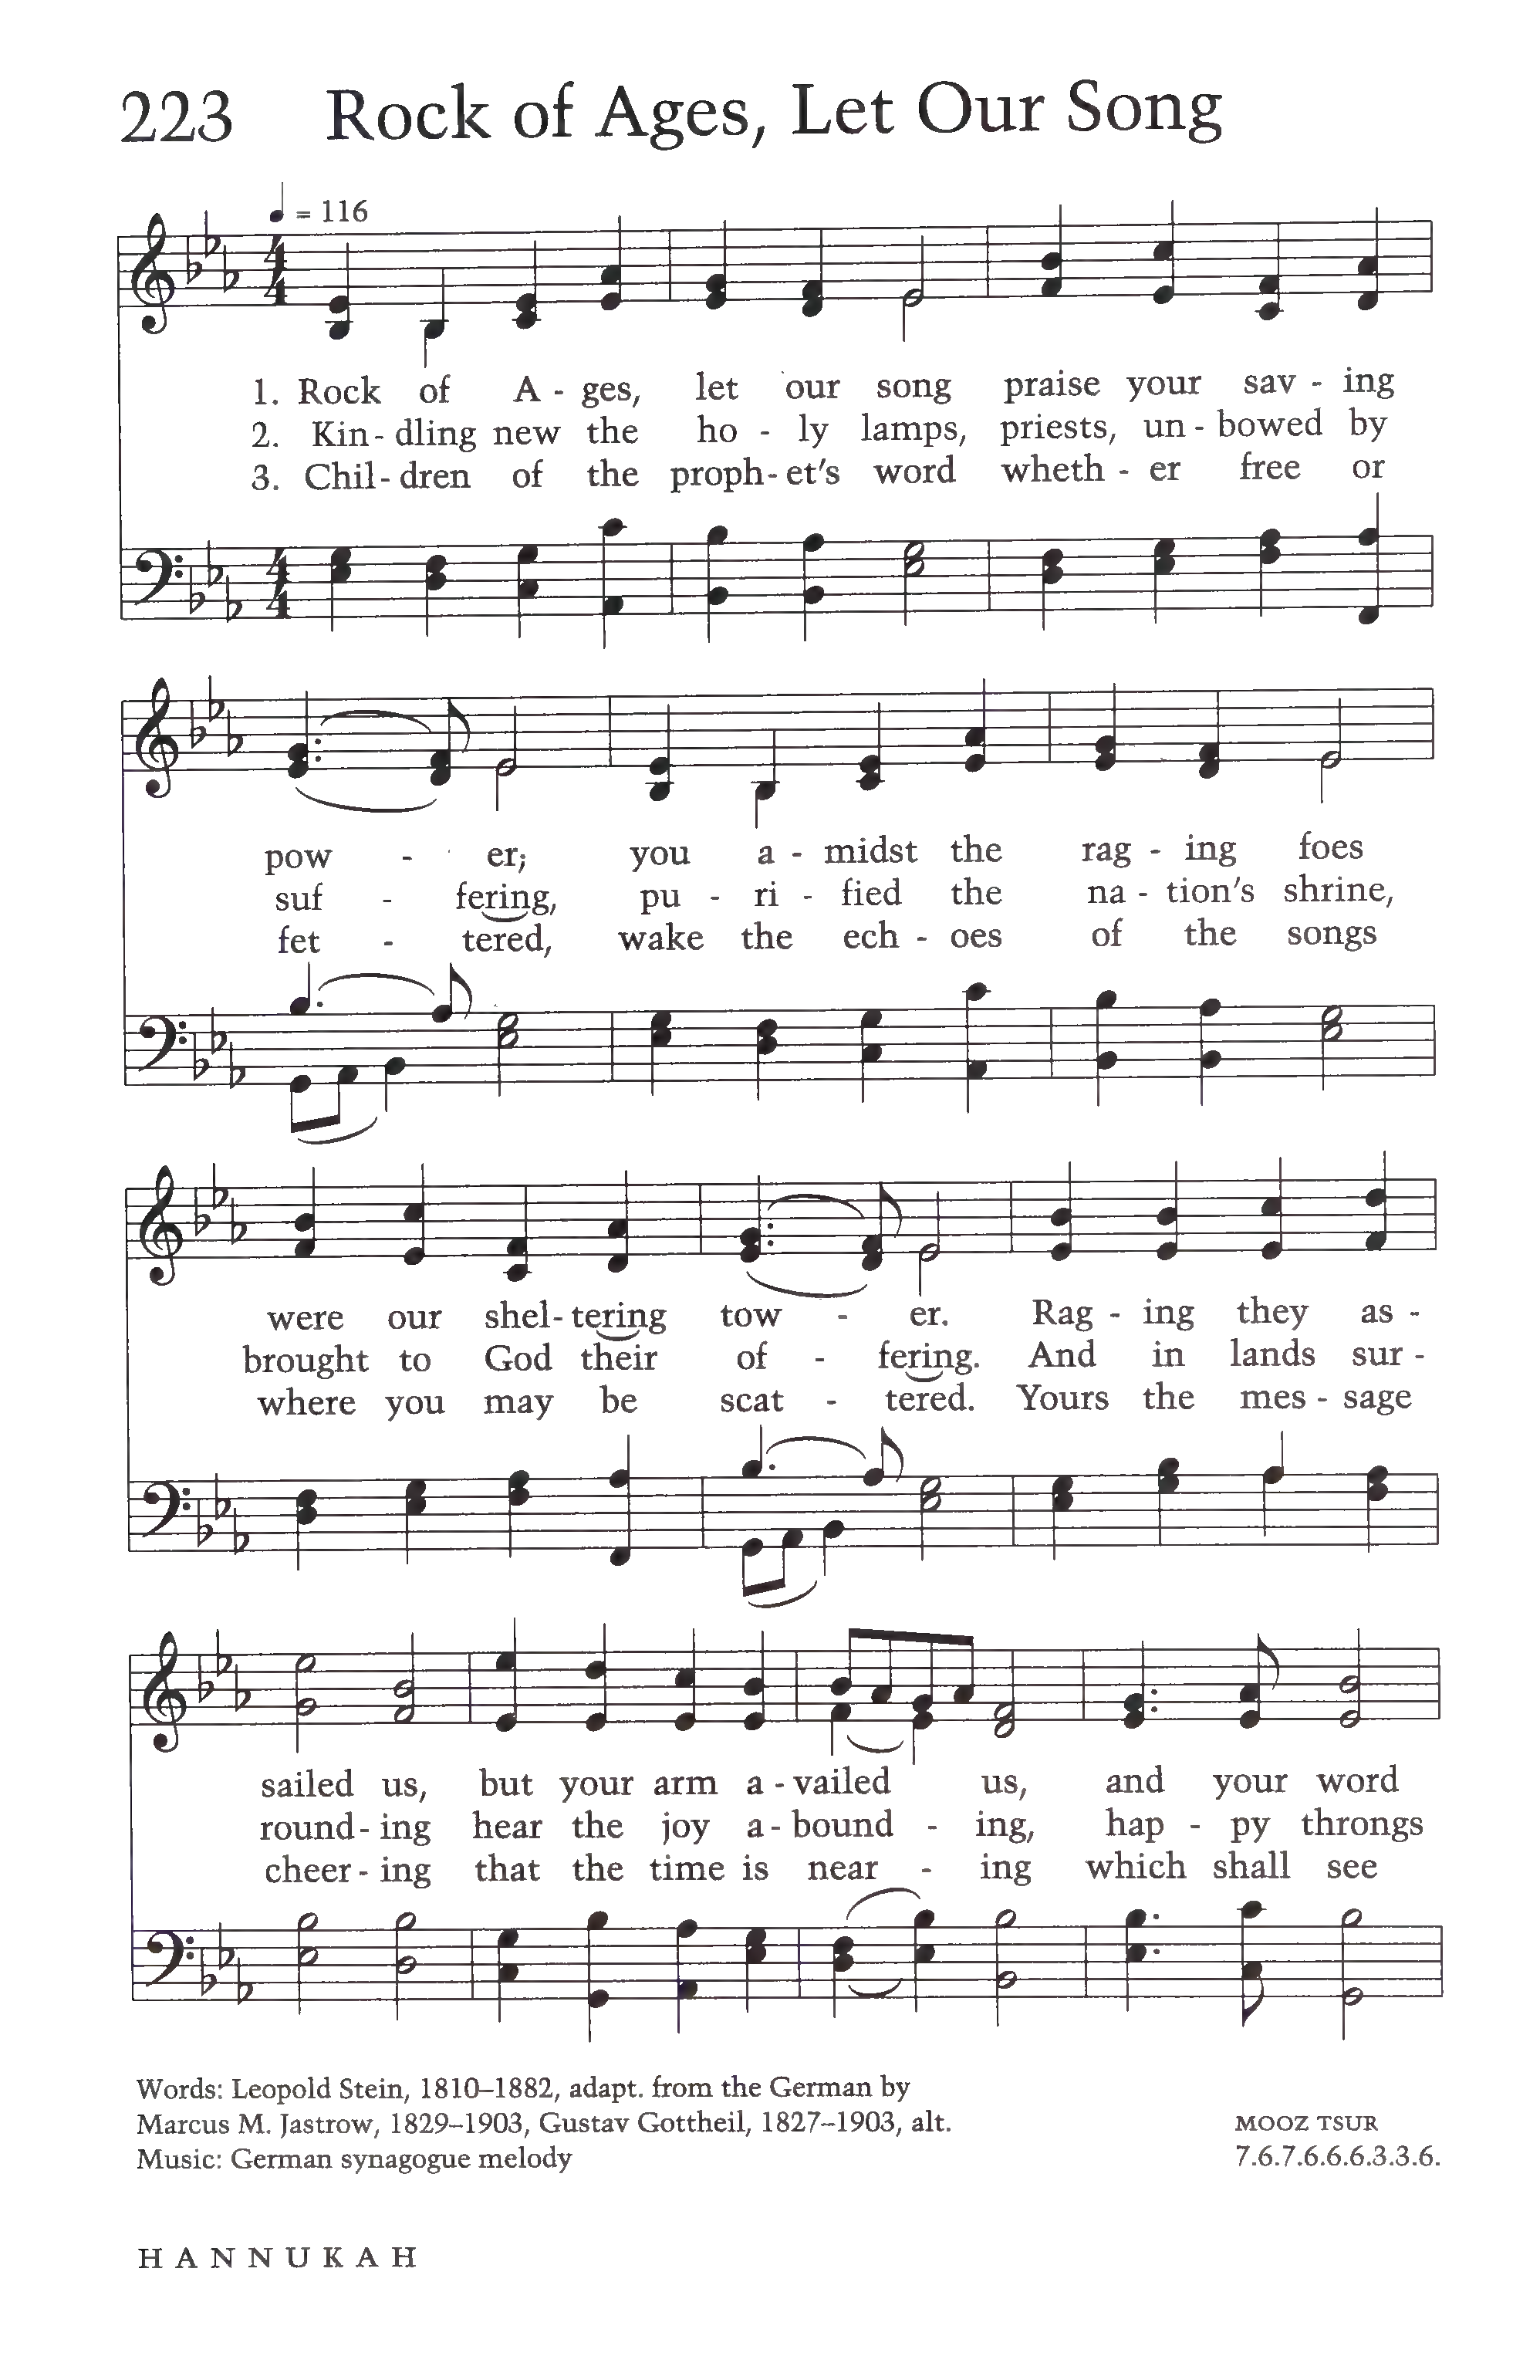 223 Rock of Ages, Let Our Song
= 116
4
4
1. Rock of A - ges, let our song praise your sav - ing
2. Kin - dling new the ho - ly lamps, priests, un - bowed by
3. Chil - dren of the proph - et's word wheth - er free or
4
4
pow - er; you a - midst the rag - ing foes
suf - fering, pu - ri - fied the na - tion's shrine,
fet - tered, wake the ech - oes of the songs
were our shel - tering tow - er. Rag - ing they as -
brought to God their of - fering. And in lands sur -
where you may be scat - tered. Yours the mes - sage
sailed us, but your arm a - vailed us, and your word
round - ing hear the joy a - bound - ing, hap - py throngs
cheer - ing that the time is near - ing which shall see
Words: Leopold Stein, 1810–1882, adapt. from the German by
Marcus M. Jastrow, 1829–1903, Gustav Gottheil, 1827–1903, alt.
Music: German synagogue melody
MOOZ TSUR
7.6.7.6.6.6.3.3.6.
HANNUKAH